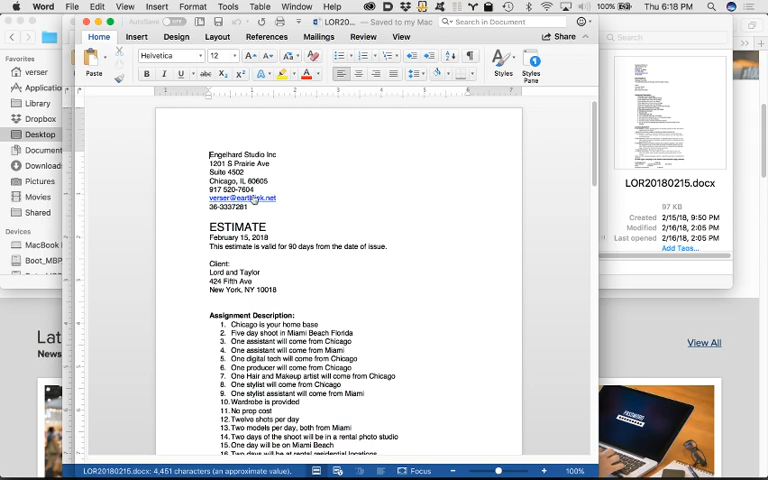 Word File Edit View Insert Format Tools Table Window Help 100% Thu 6:18 PM
AutoSave OFF LOR20... — Saved to my Mac Search in Document
Home Insert Design Layout References Mailings Review View Share
Search
Paste Helvetica 12 Styles Styles Pane
B I U abc X₂ X²
Favorites
verser
Applicatio
Library
Dropbox
Desktop
Document
Download
Pictures
Movies
Shared
Devices
MacBook
Boot_MBP
Engelhard Studio Inc
1201 S Prairie Ave
Suite 4502
Chicago, IL 60605
917 520-7604
36-3337281
ESTIMATE
February 15, 2018
This estimate is valid for 90 days from the date of issue.
Client:
Lord and Taylor
424 Fifth Ave
New York, NY 10018
Assignment Description:
1. Chicago is your home base
2. Five day shoot in Miami Beach Florida
3. One assistant will come from Chicago
4. One assistant will come from Miami
5. One digital tech will come from Chicago
6. One producer will come from Chicago
7. One Hair and Makeup artist will come from Chicago
8. One stylist will come from Chicago
9. One stylist assistant will come from Miami
10. Wardrobe is provided
11. No prop cost
12. Twelve shots per day
13. Two models per day, both from Miami
14. Two days of the shoot will be in a rental photo studio
15. One day will be on Miami Beach
16. Two days will be at rental residential locations
LOR20180215.docx
97 KB
Created 2/15/18, 9:50 PM
Modified 2/16/18, 2:05 PM
Last opened 2/16/18, 2:05 PM
Add Tags...
Lat
News
View All
PASSWORD
LOR20180215.docx: 4,451 characters (an approximate value). Focus 100%